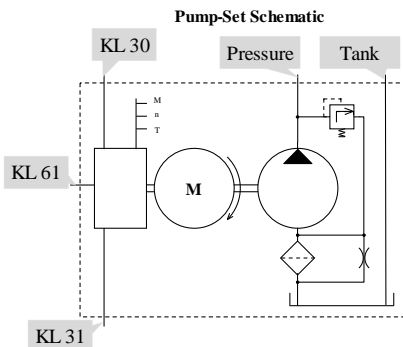 Pump-Set Schematic
KL 30
Pressure
Tank
M
n
T
KL 61
M
KL 31